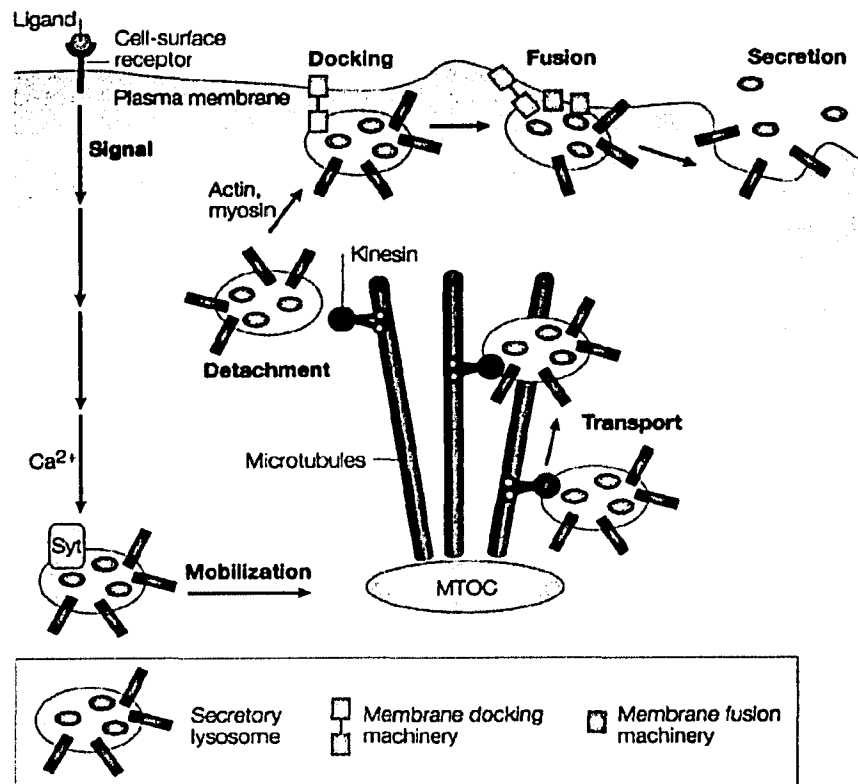 Ligand
Cell-surface
receptor
Docking
Fusion
Secretion
Plasma membrane
Signal
Actin,
myosin
Kinesin
Detachment
Transport
Microtubules
Ca²⁺
Syt
Mobilization
MTOC
Secretory
lysosome
Membrane docking
machinery
Membrane fusion
machinery